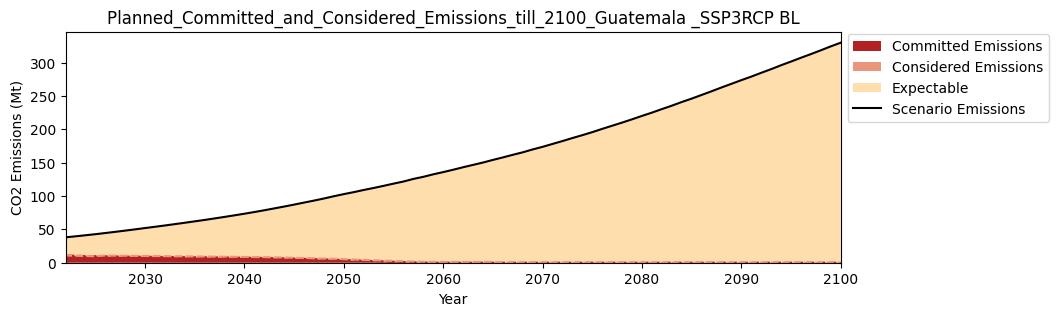 Planned_Committed_and_Considered_Emissions_till_2100_Guatemala _SSP3RCP BL
CO2 Emissions (Mt)
300
250
200
150
100
50
0
2030 2040 2050 2060 2070 2080 2090 2100
Year
Committed Emissions
Considered Emissions
Expectable
Scenario Emissions